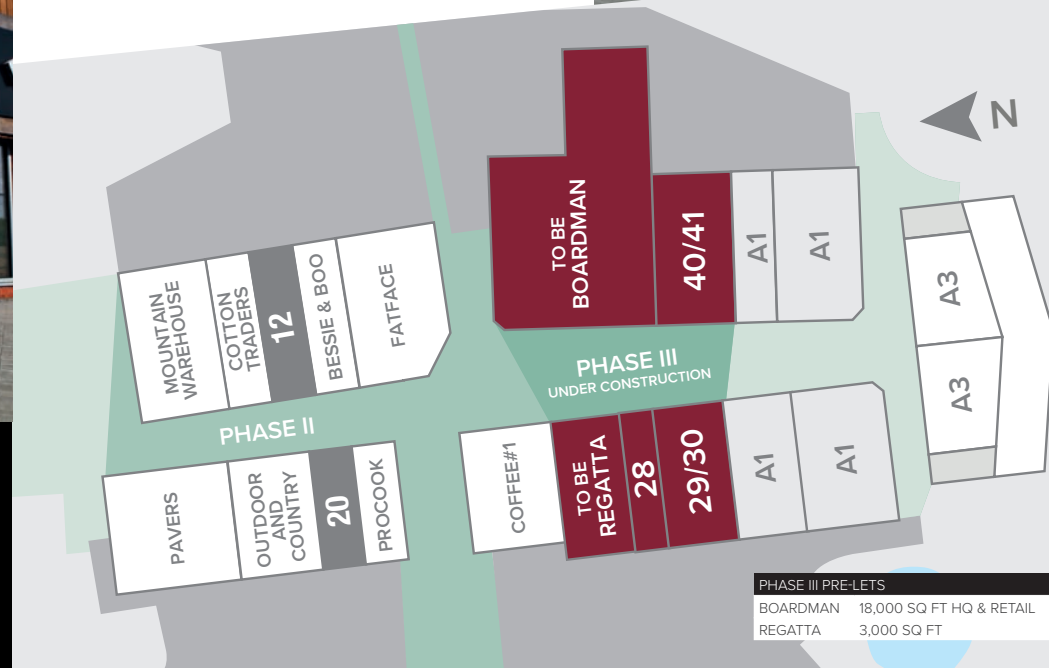 N
TO BE
BOARDMAN
40/41
A1
A1
A3
A3
MOUNTAIN
WAREHOUSE
COTTON
TRADERS
12
BESSIE & BOO
FATFACE
PHASE III
UNDER CONSTRUCTION
PHASE II
PAVERS
OUTDOOR
AND
COUNTRY
20
PROCOOK
COFFEE#1
TO BE
REGATTA
28
29/30
A1
A1
PHASE III PRE-LETS
BOARDMAN 18,000 SQ FT HQ & RETAIL
REGATTA 3,000 SQ FT